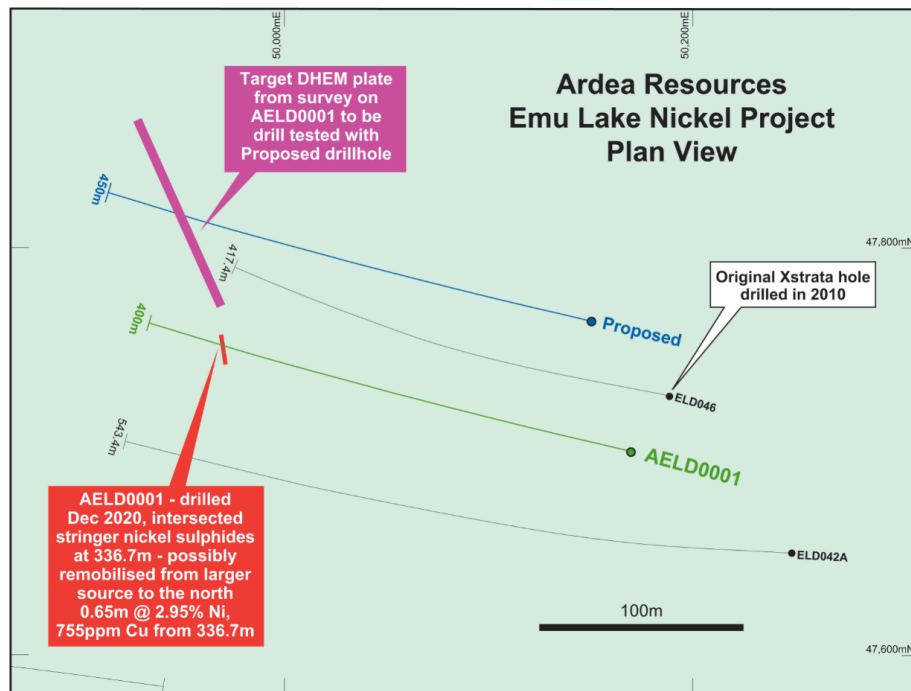 50,000mE
50,200mE
Ardea Resources
Emu Lake Nickel Project
Plan View
Target DHEM plate
from survey on
AELD0001 to be
drill tested with
Proposed drillhole
450m
47,800mN
417.4m
Original Xstrata hole
drilled in 2010
400m
Proposed
ELD046
AELD0001
543.4m
AELD0001 - drilled
Dec 2020, intersected
stringer nickel sulphides
at 336.7m - possibly
remobilised from larger
source to the north
0.65m @ 2.95% Ni,
755ppm Cu from 336.7m
ELD042A
100m
47,600mN